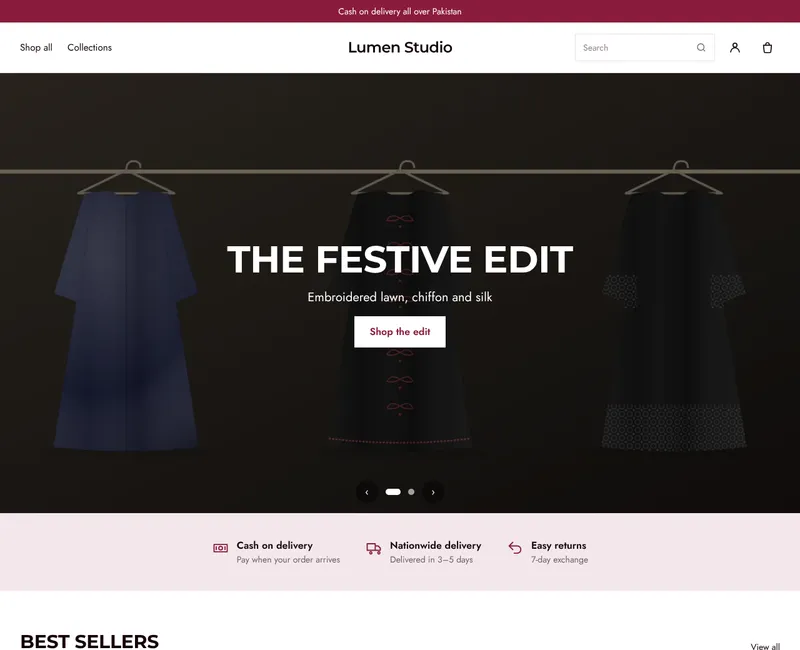 Cash on delivery all over Pakistan
Shop all
Collections
Lumen Studio
Search
THE FESTIVE EDIT
Embroidered lawn, chiffon and silk
Shop the edit
Cash on delivery
Pay when your order arrives
Nationwide delivery
Delivered in 3–5 days
Easy returns
7-day exchange
BEST SELLERS
View all